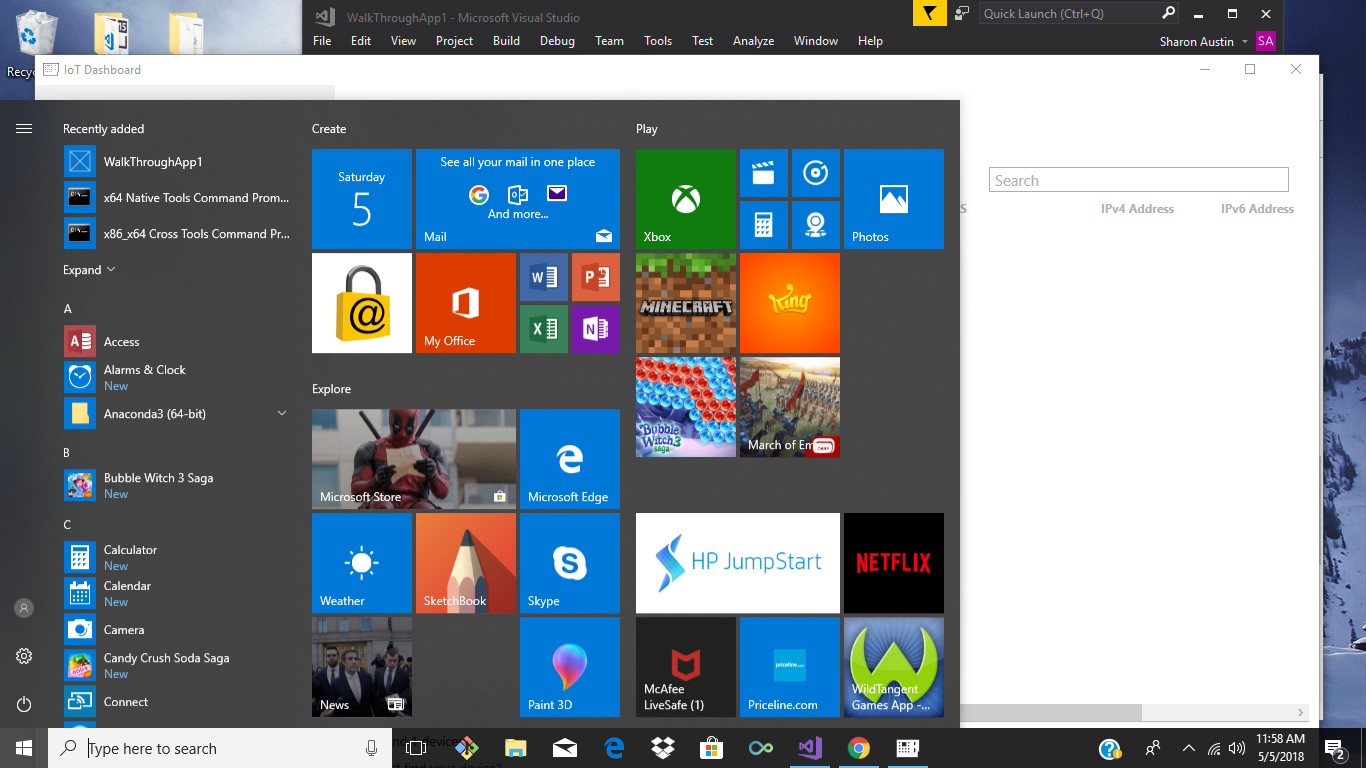 WalkThroughApp1 - Microsoft Visual Studio
Quick Launch (Ctrl+Q)
File Edit View Project Build Debug Team Tools Test Analyze Window Help
Sharon Austin
SA
IoT Dashboard
Search
IPv4 Address
IPv6 Address
Recently added
WalkThroughApp1
x64 Native Tools Command Prom...
x86_x64 Cross Tools Command Pr...
Expand
A
Access
Alarms & Clock
New
Anaconda3 (64-bit)
B
Bubble Witch 3 Saga
New
C
Calculator
New
Calendar
New
Camera
Candy Crush Soda Saga
New
Connect
Create
Saturday
5
See all your mail in one place
And more...
Mail
My Office
Explore
Microsoft Store
Microsoft Edge
Weather
SketchBook
Skype
News
Paint 3D
Play
Xbox
Photos
MINECRAFT
King
Bubble
Witch 3
saga
March of Em
HP JumpStart
NETFLIX
McAfee
LiveSafe (1)
priceline.com
Priceline.com
WildTangent
Games App -...
Type here to search
11:58 AM
5/5/2018
2